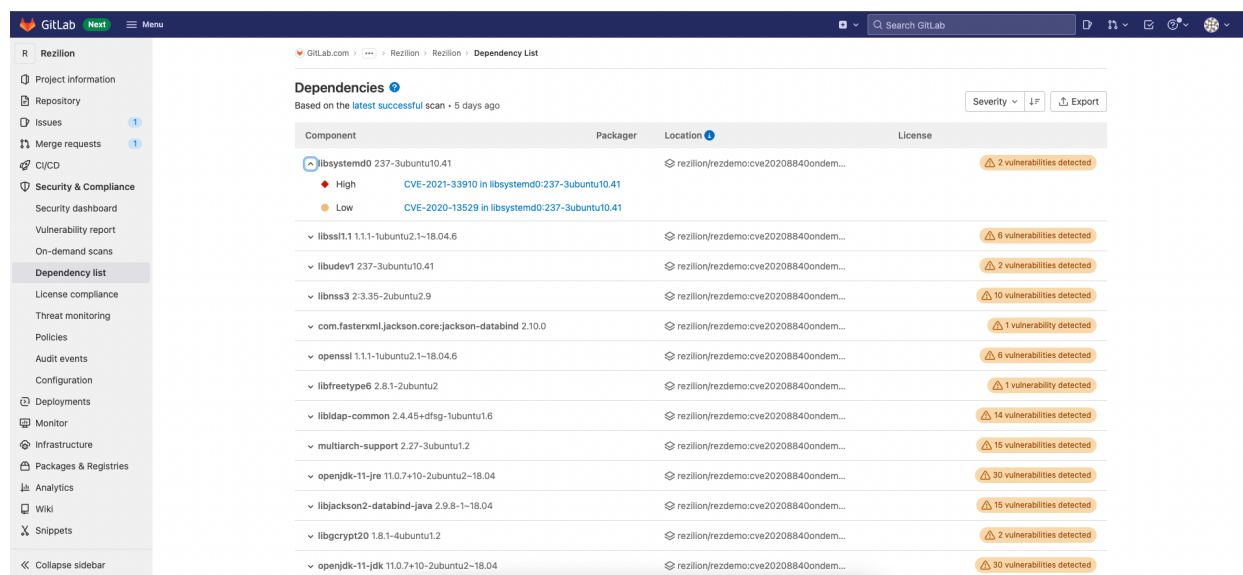 GitLab Next Menu Search GitLab
R Rezilion
Project information
Repository
Issues 1
Merge requests 1
CI/CD
Security & Compliance
Security dashboard
Vulnerability report
On-demand scans
Dependency list
License compliance
Threat monitoring
Policies
Audit events
Configuration
Deployments
Monitor
Infrastructure
Packages & Registries
Analytics
Wiki
Snippets
Collapse sidebar
GitLab.com › ... › Rezilion › Rezilion › Dependency List
Dependencies
Based on the latest successful scan • 5 days ago
Severity Export
Component Packager Location License
libsystemd0 237-3ubuntu10.41 rezilion/rezdemo:cve20208840ondem... 2 vulnerabilities detected
High CVE-2021-33910 in libsystemd0:237-3ubuntu10.41
Low CVE-2020-13529 in libsystemd0:237-3ubuntu10.41
libssl1.1 1.1.1-1ubuntu2.1~18.04.6 rezilion/rezdemo:cve20208840ondem... 6 vulnerabilities detected
libudev1 237-3ubuntu10.41 rezilion/rezdemo:cve20208840ondem... 2 vulnerabilities detected
libnss3 2:3.35-2ubuntu2.9 rezilion/rezdemo:cve20208840ondem... 10 vulnerabilities detected
com.fasterxml.jackson.core:jackson-databind 2.10.0 rezilion/rezdemo:cve20208840ondem... 1 vulnerability detected
openssl 1.1.1-1ubuntu2.1~18.04.6 rezilion/rezdemo:cve20208840ondem... 6 vulnerabilities detected
libfreetype6 2.8.1-2ubuntu2 rezilion/rezdemo:cve20208840ondem... 1 vulnerability detected
libldap-common 2.4.45+dfsg-1ubuntu1.6 rezilion/rezdemo:cve20208840ondem... 14 vulnerabilities detected
multiarch-support 2.27-3ubuntu1.2 rezilion/rezdemo:cve20208840ondem... 15 vulnerabilities detected
openjdk-11-jre 11.0.7+10-2ubuntu2~18.04 rezilion/rezdemo:cve20208840ondem... 30 vulnerabilities detected
libjackson2-databind-java 2.9.8-1~18.04 rezilion/rezdemo:cve20208840ondem... 15 vulnerabilities detected
libgcrypt20 1.8.1-4ubuntu1.2 rezilion/rezdemo:cve20208840ondem... 2 vulnerabilities detected
openjdk-11-jdk 11.0.7+10-2ubuntu2~18.04 rezilion/rezdemo:cve20208840ondem... 30 vulnerabilities detected